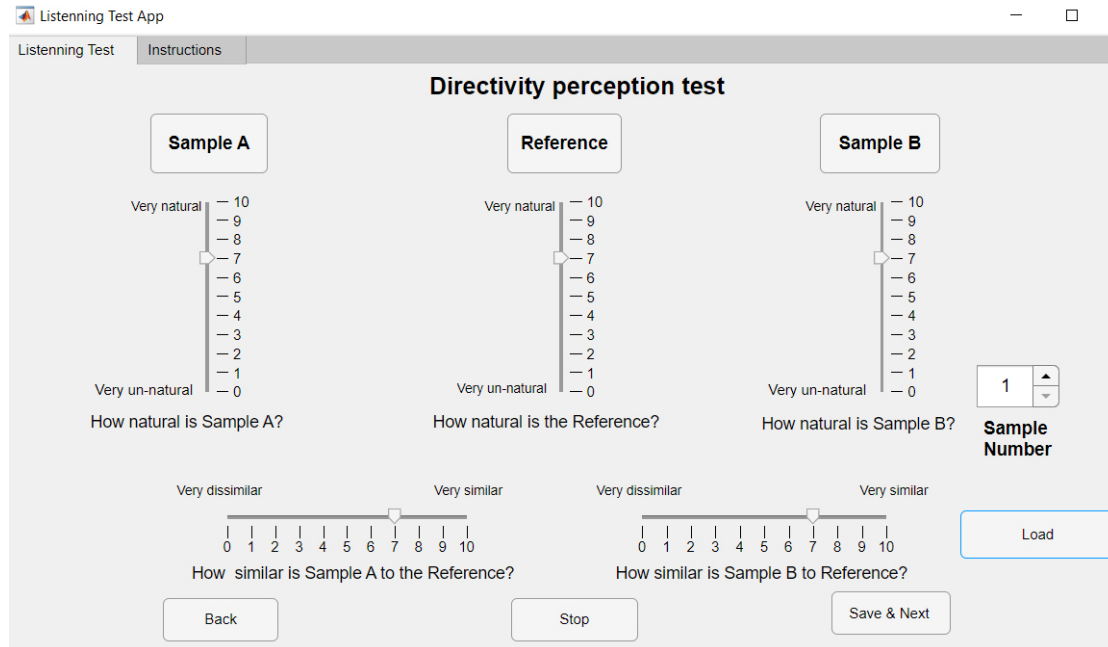 Listenning Test App
Listenning Test
Instructions
Directivity perception test
Sample A
Reference
Sample B
Very natural
10
9
8
7
6
5
4
3
2
1
0
Very un-natural
How natural is Sample A?
Very natural
10
9
8
7
6
5
4
3
2
1
0
Very un-natural
How natural is the Reference?
Very natural
10
9
8
7
6
5
4
3
2
1
0
Very un-natural
How natural is Sample B?
1
Sample
Number
Very dissimilar
Very similar
0 1 2 3 4 5 6 7 8 9 10
How similar is Sample A to the Reference?
Very dissimilar
Very similar
0 1 2 3 4 5 6 7 8 9 10
How similar is Sample B to Reference?
Load
Back
Stop
Save & Next